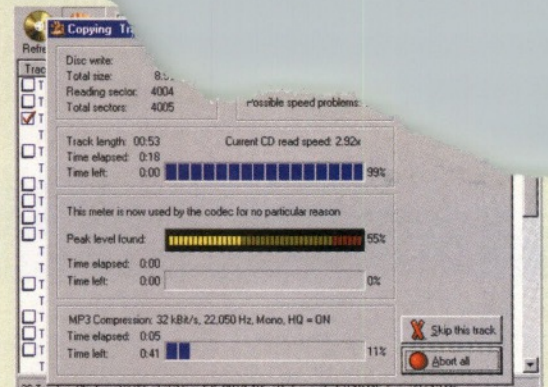 Copying
Disc write:
Total size:
Reading sector: 4004
Total sectors: 4005
Possible speed problems:
Track length: 00:53 Current CD read speed: 2.92x
Time elapsed: 0:18
Time left: 0:00 99%
This meter is now used by the codec for no particular reason
Peak level found: 55%
Time elapsed: 0:00
Time left: 0:00 0%
MP3 Compression: 32 kBit/s, 22,050 Hz, Mono, HQ = ON
Time elapsed: 0:05
Time left: 0:41 11%
Skip this track
Abort all